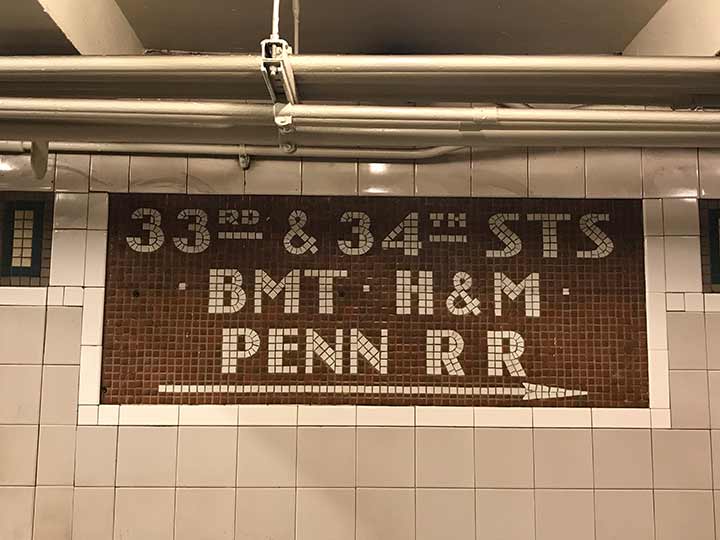 33RD & 34TH STS
· BMT · H&M ·
PENN RR